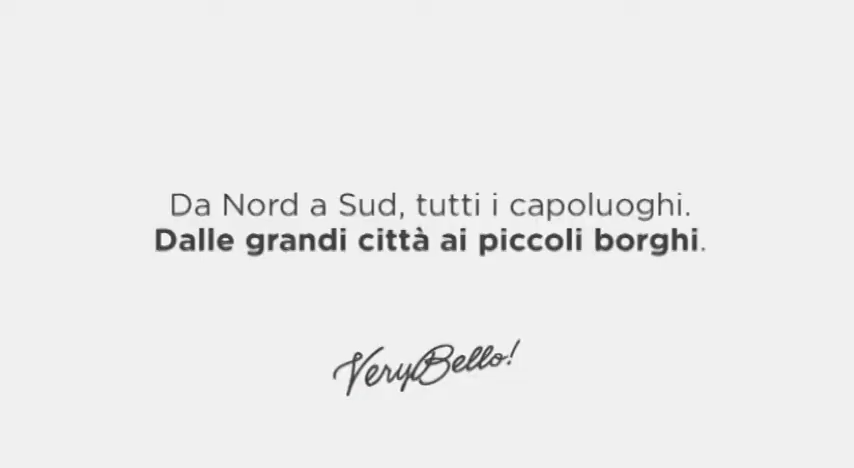 Da Nord a Sud, tutti i capoluoghi.
Dalle grandi città ai piccoli borghi.
VeryBello!